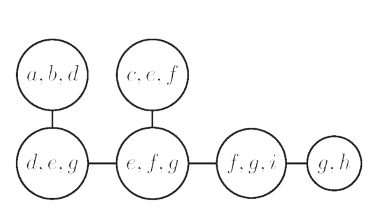 a, b, d
c, e, f
d, e, g
e, f, g
f, g, i
g, h